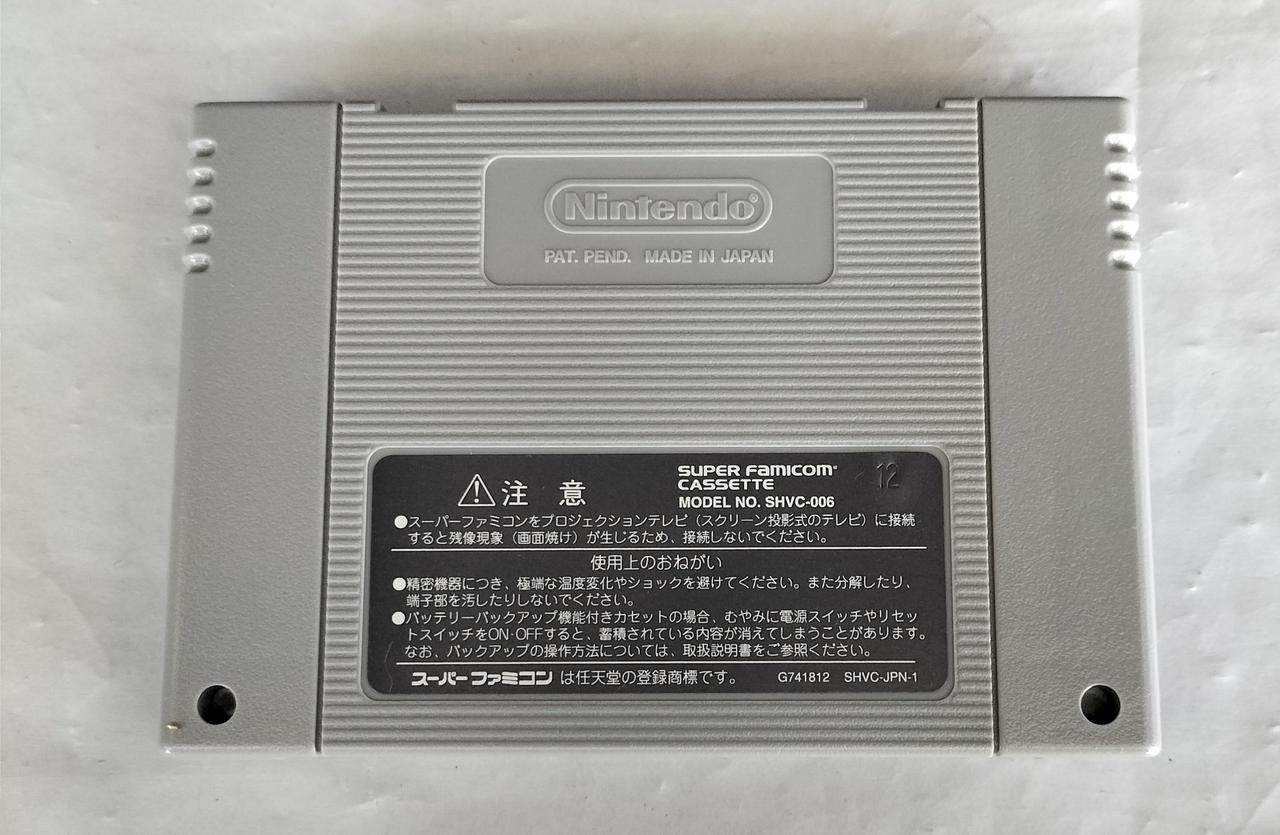 Nintendo®
PAT. PEND. MADE IN JAPAN
⚠注 意
SUPER FAMICOM®
CASSETTE
MODEL NO. SHVC-006
12
●スーパーファミコンをプロジェクションテレビ（スクリーン投影式のテレビ）に接続
すると残像現象（画面焼け）が生じるため、接続しないでください。
使用上のおねがい
●精密機器につき、極端な温度変化やショックを避けてください。また分解したり、
端子部を汚したりしないでください。
●バッテリーバックアップ機能付きカセットの場合、むやみに電源スイッチやリセッ
トスイッチをON·OFFすると、蓄積されている内容が消えてしまうことがあります。
なお、バックアップの操作方法については、取扱説明書をご参照ください。
スーパーファミコン は任天堂の登録商標です。 G741812 SHVC-JPN-1